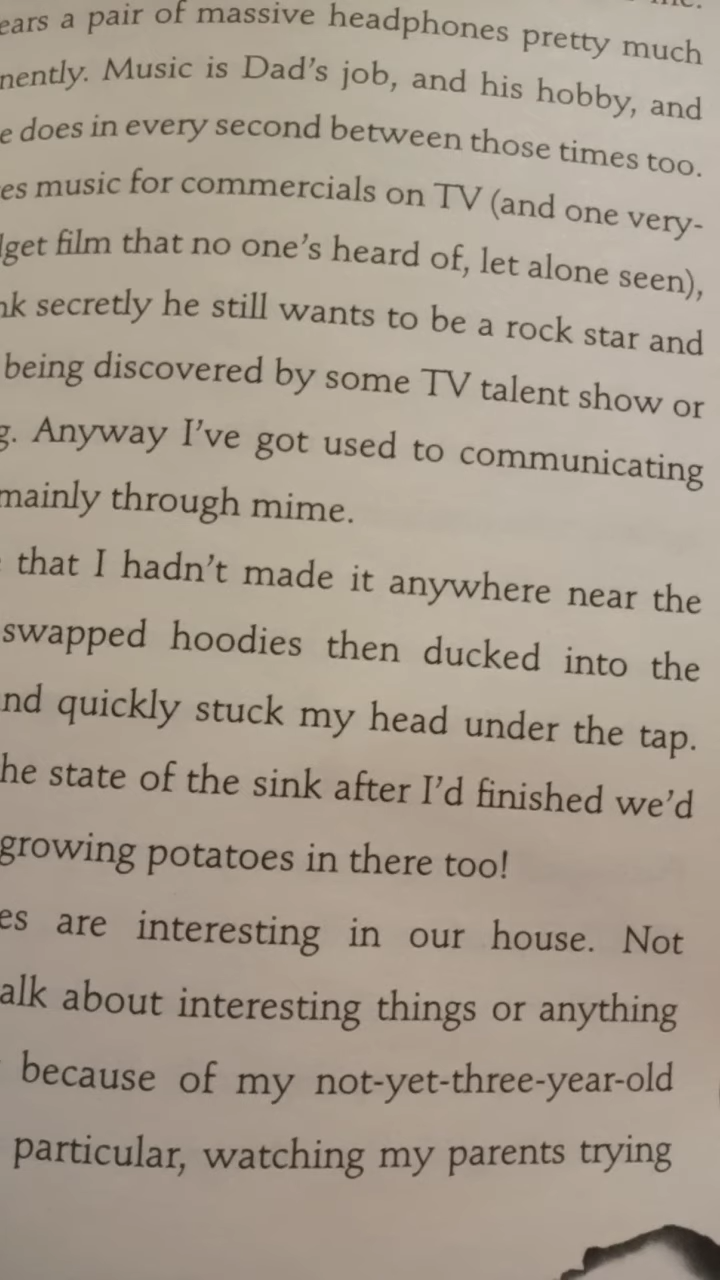 ears a pair of massive headphones pretty much
nently. Music is Dad's job, and his hobby, and
e does in every second between those times too.
es music for commercials on TV (and one very-
lget film that no one's heard of, let alone seen),
nk secretly he still wants to be a rock star and
being discovered by some TV talent show or
g. Anyway I've got used to communicating
mainly through mime.
that I hadn't made it anywhere near the
swapped hoodies then ducked into the
nd quickly stuck my head under the tap.
he state of the sink after I'd finished we'd
growing potatoes in there too!
es are interesting in our house. Not
alk about interesting things or anything
because of my not-yet-three-year-old
particular, watching my parents trying